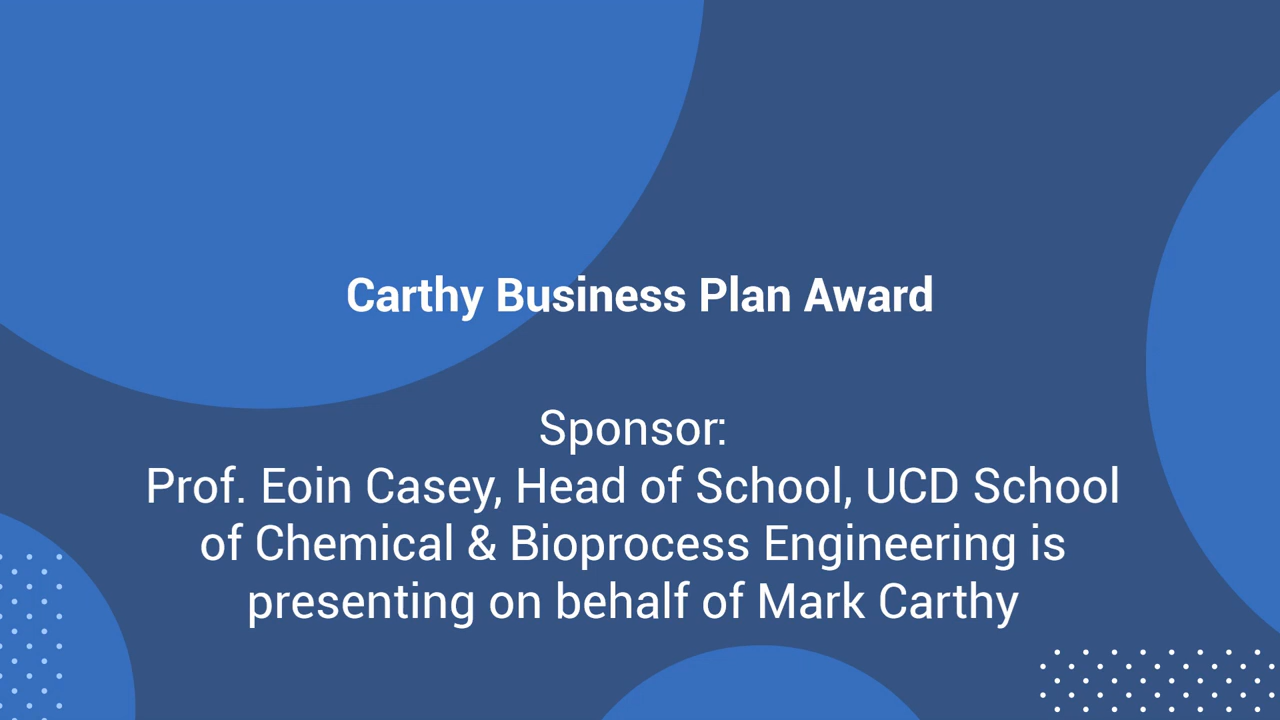 Carthy Business Plan Award
Sponsor:
Prof. Eoin Casey, Head of School, UCD School
of Chemical & Bioprocess Engineering is
presenting on behalf of Mark Carthy